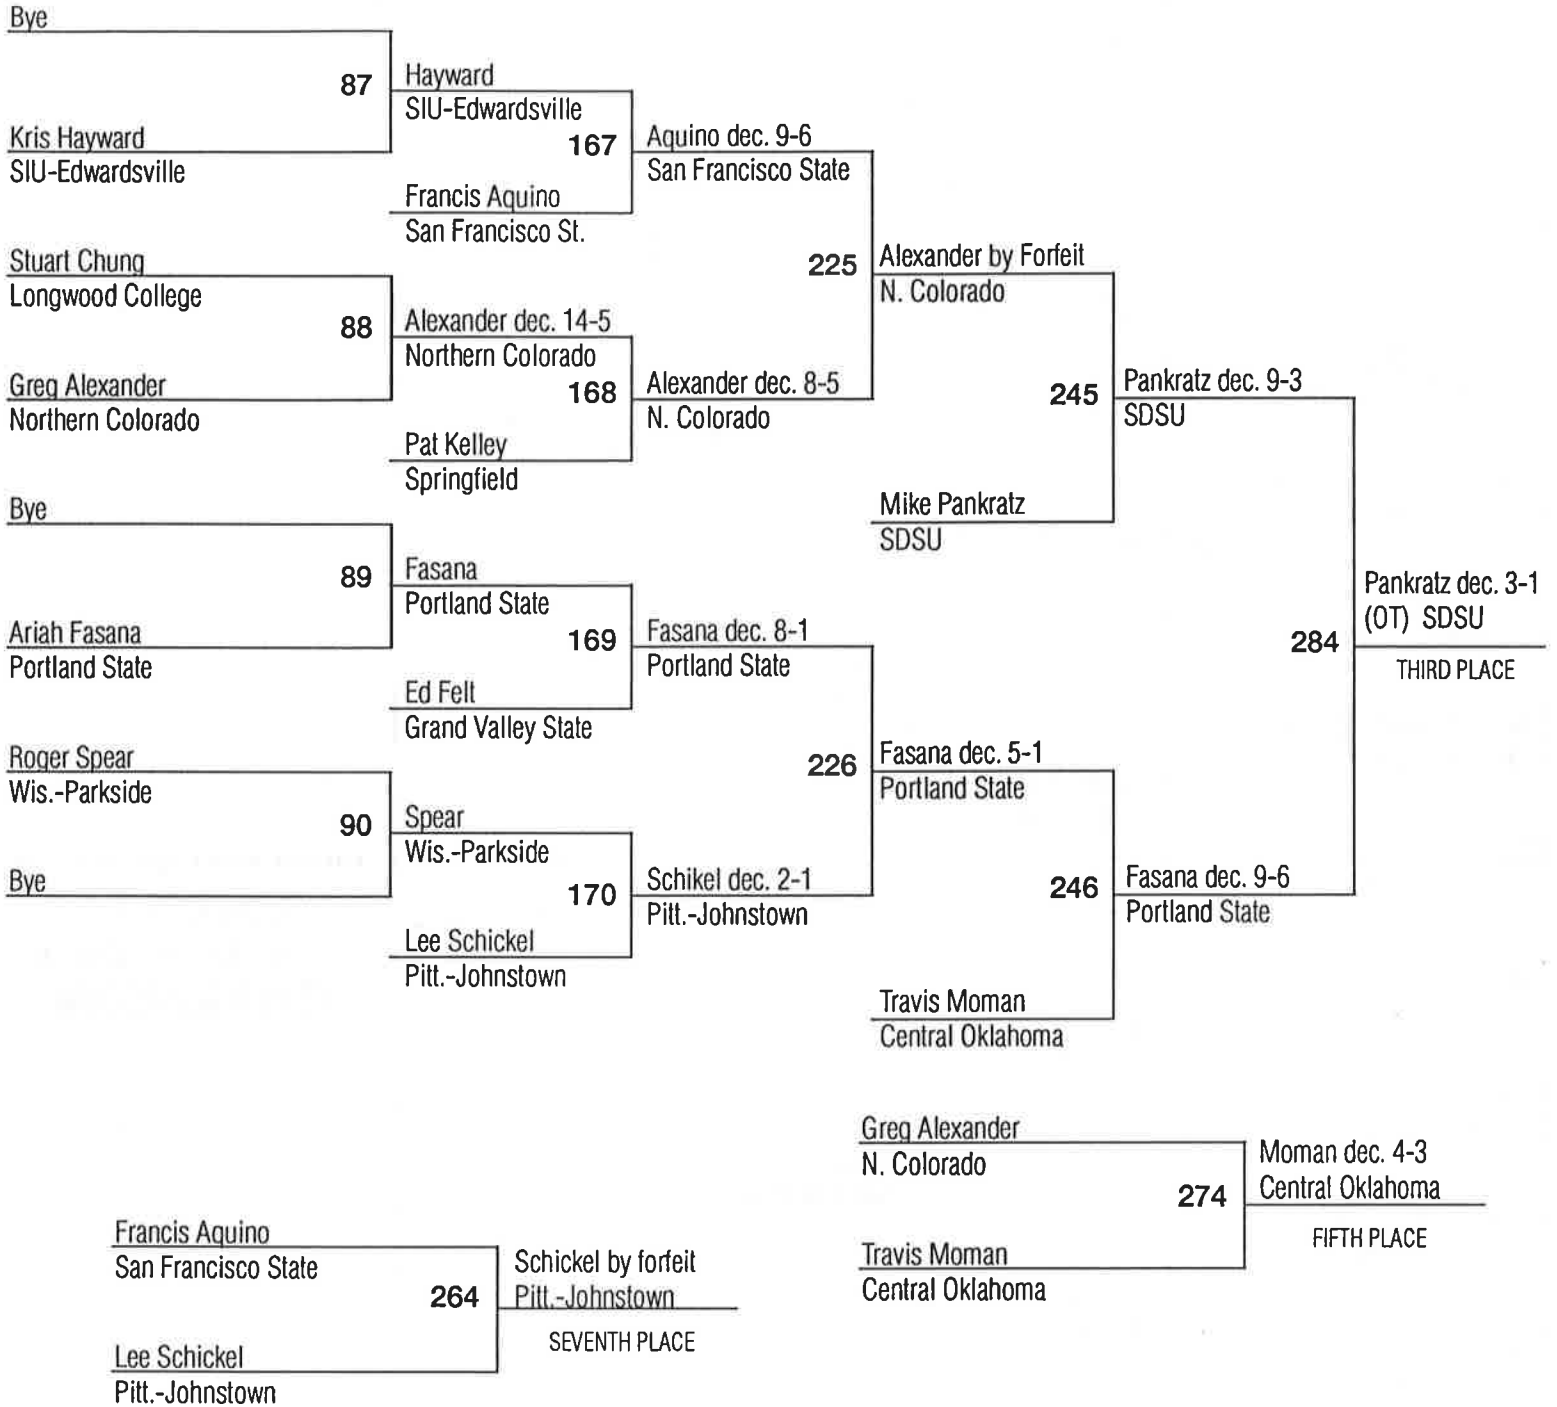 Bye
87
Kris Hayward
SIU-Edwardsville
Hayward
SIU-Edwardsville
167
Francis Aquino
San Francisco St.
Aquino dec. 9-6
San Francisco State
Stuart Chung
Longwood College
88
Greg Alexander
Northern Colorado
Alexander dec. 14-5
Northern Colorado
168
Pat Kelley
Springfield
Alexander dec. 8-5
N. Colorado
225
Alexander by Forfeit
N. Colorado
245
Mike Pankratz
SDSU
Pankratz dec. 9-3
SDSU
Bye
89
Ariah Fasana
Portland State
Fasana
Portland State
169
Ed Felt
Grand Valley State
Fasana dec. 8-1
Portland State
Roger Spear
Wis.-Parkside
90
Bye
Spear
Wis.-Parkside
170
Lee Schickel
Pitt.-Johnstown
Schikel dec. 2-1
Pitt.-Johnstown
226
Fasana dec. 5-1
Portland State
246
Travis Moman
Central Oklahoma
Fasana dec. 9-6
Portland State
284
Pankratz dec. 3-1
(OT) SDSU
THIRD PLACE
Greg Alexander
N. Colorado
274
Travis Moman
Central Oklahoma
Moman dec. 4-3
Central Oklahoma
FIFTH PLACE
Francis Aquino
San Francisco State
264
Lee Schickel
Pitt.-Johnstown
Schickel by forfeit
Pitt.-Johnstown
SEVENTH PLACE